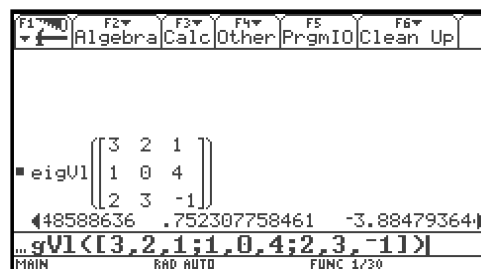 F1 F2 F3 F4 F5 F6
Algebra Calc Other PrgmIO Clean Up
3 2 1
▪ eigVl 1 0 4
2 3 -1
◀48588636 .752307758461 -3.88479364▶
…gVl([3,2,1;1,0,4;2,3,-1])
MAIN RAD AUTO FUNC 1/30